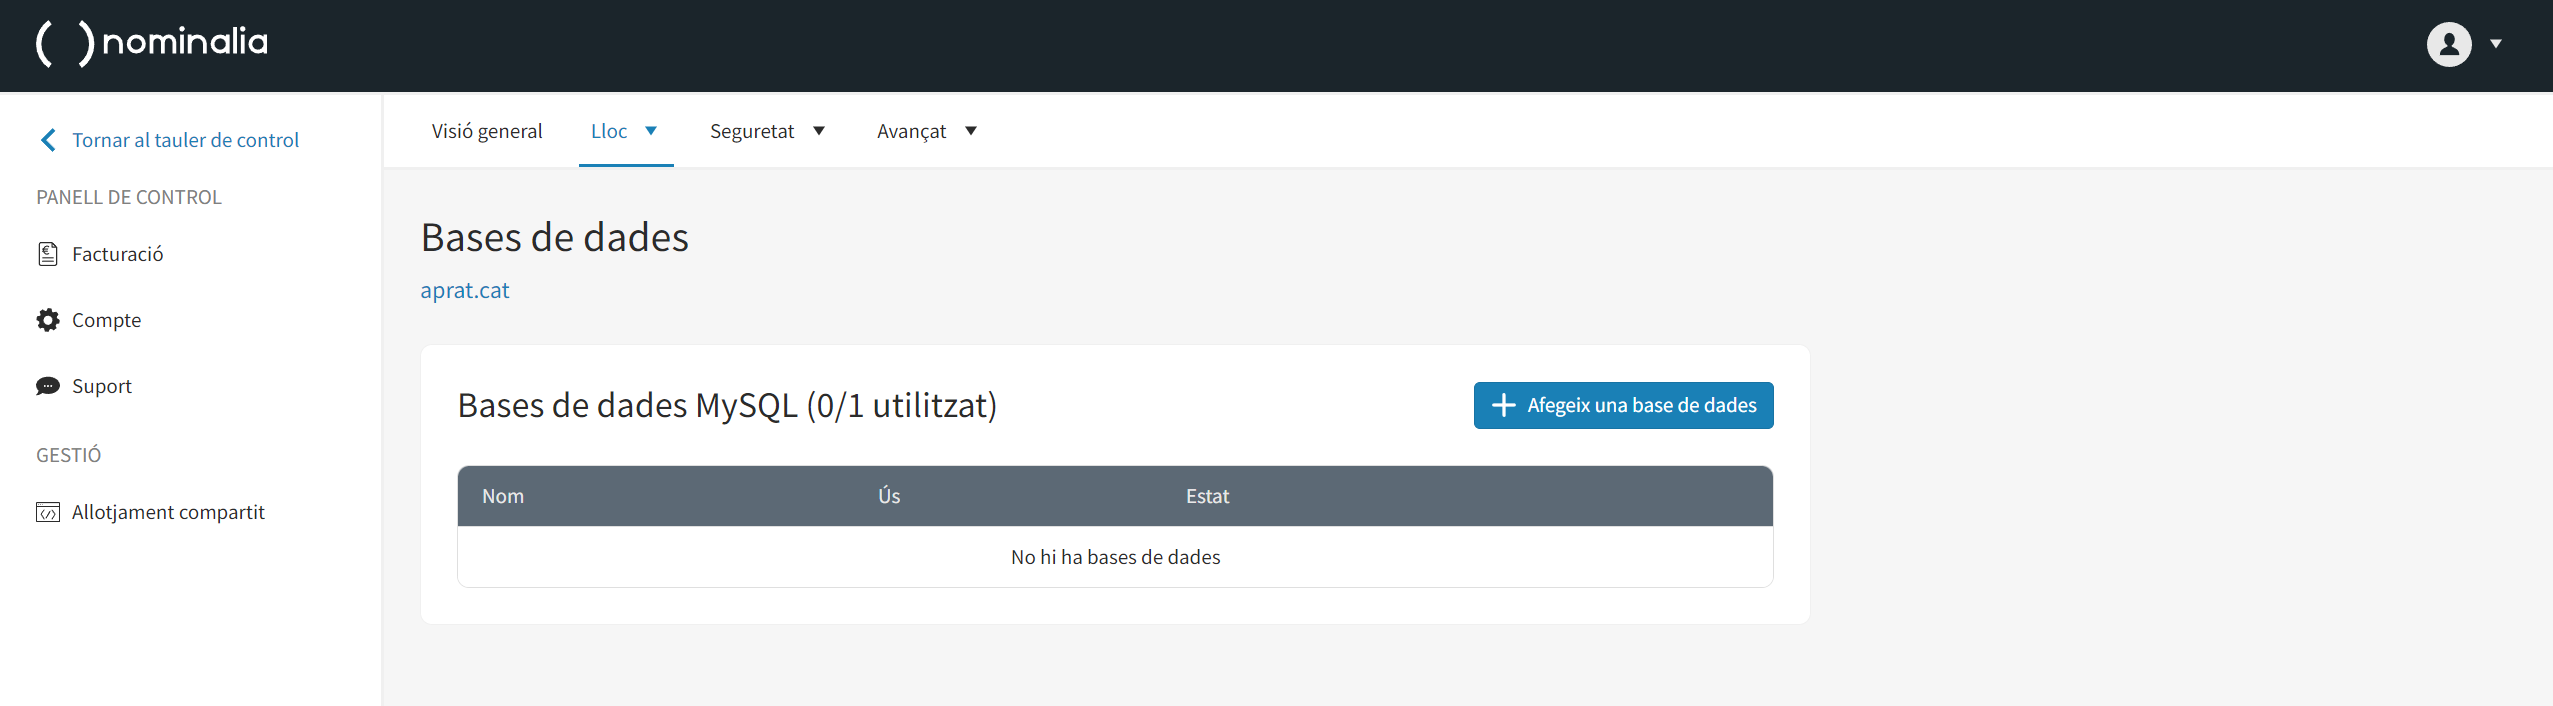 nominalia
Tornar al tauler de control
PANELL DE CONTROL
Facturació
Compte
Suport
GESTIÓ
Allotjament compartit
Visió general Lloc Seguretat Avançat
Bases de dades
aprat.cat
Bases de dades MySQL (0/1 utilitzat)
Afegeix una base de dades
Nom Ús Estat
No hi ha bases de dades